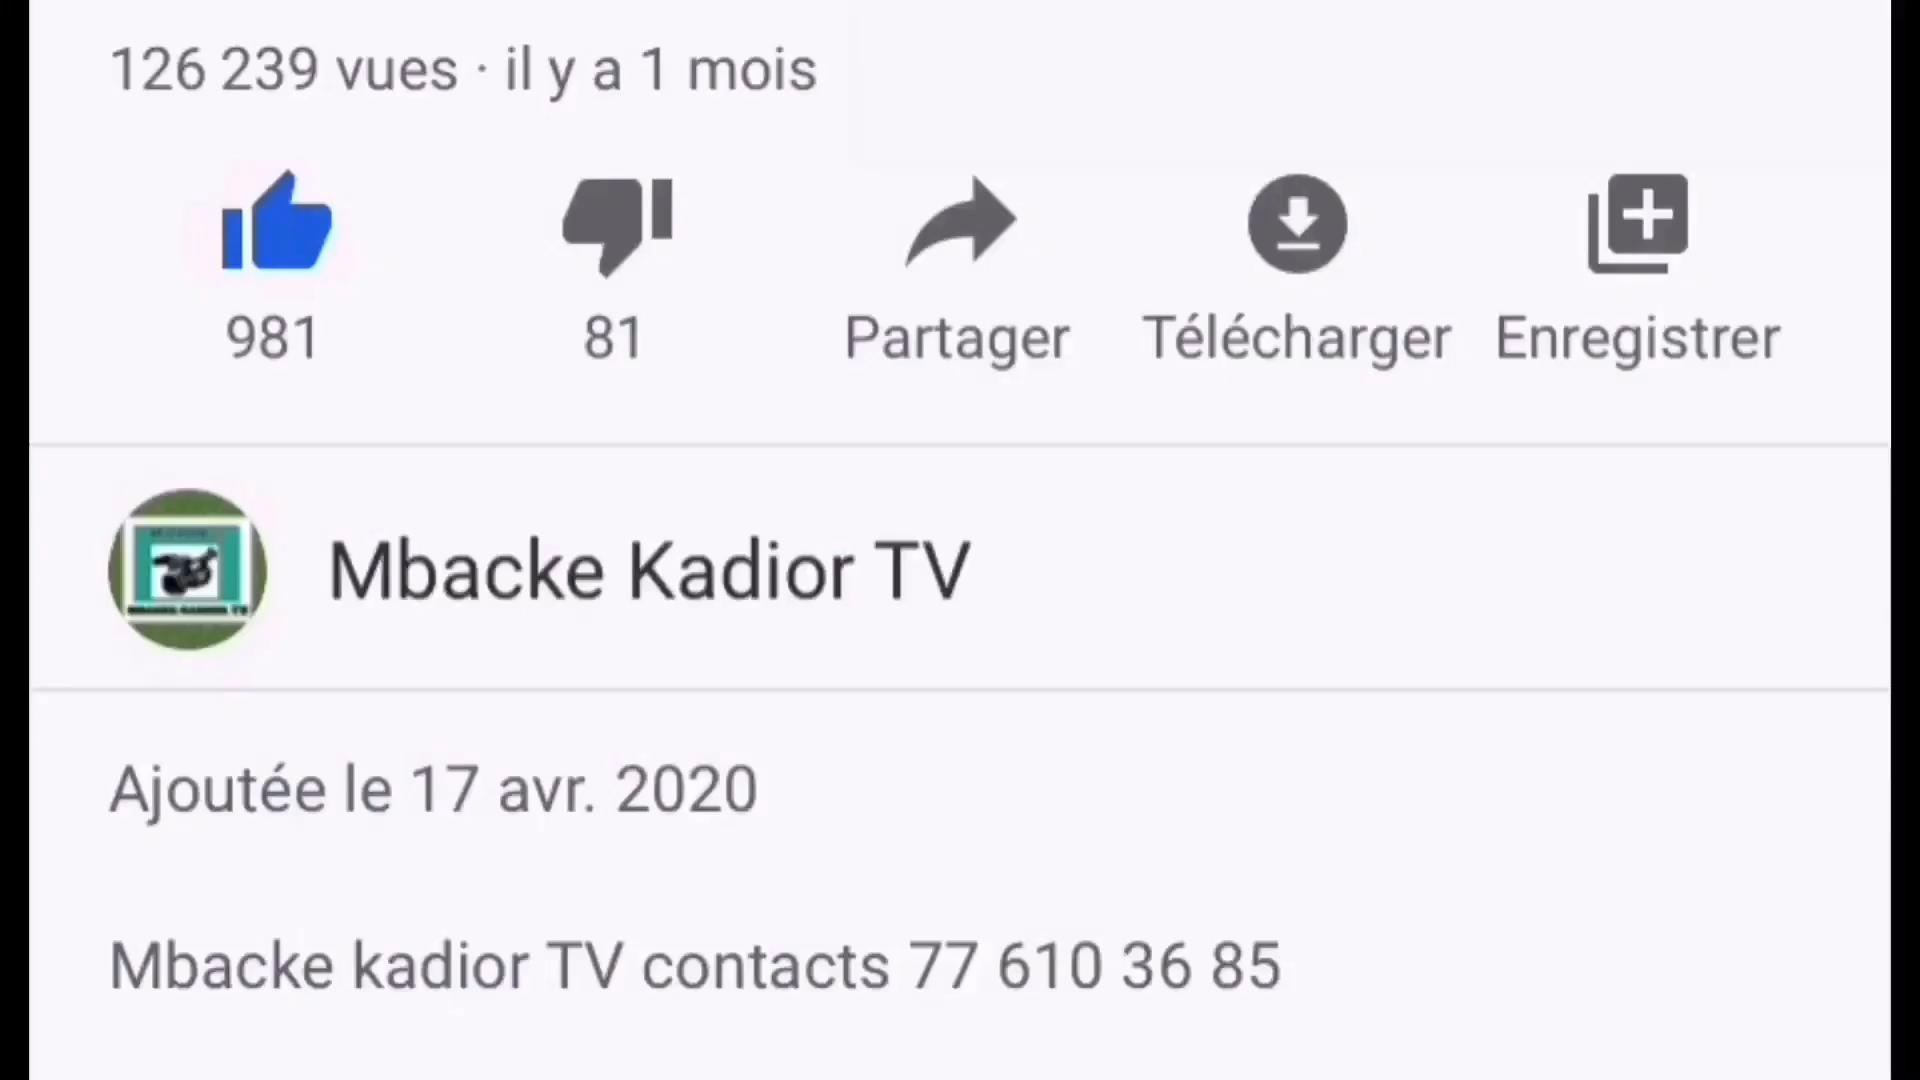 126 239 vues · il y a 1 mois
981
81
Partager
Télécharger
Enregistrer
Mbacke Kadior TV
Ajoutée le 17 avr. 2020
Mbacke kadior TV contacts 77 610 36 85